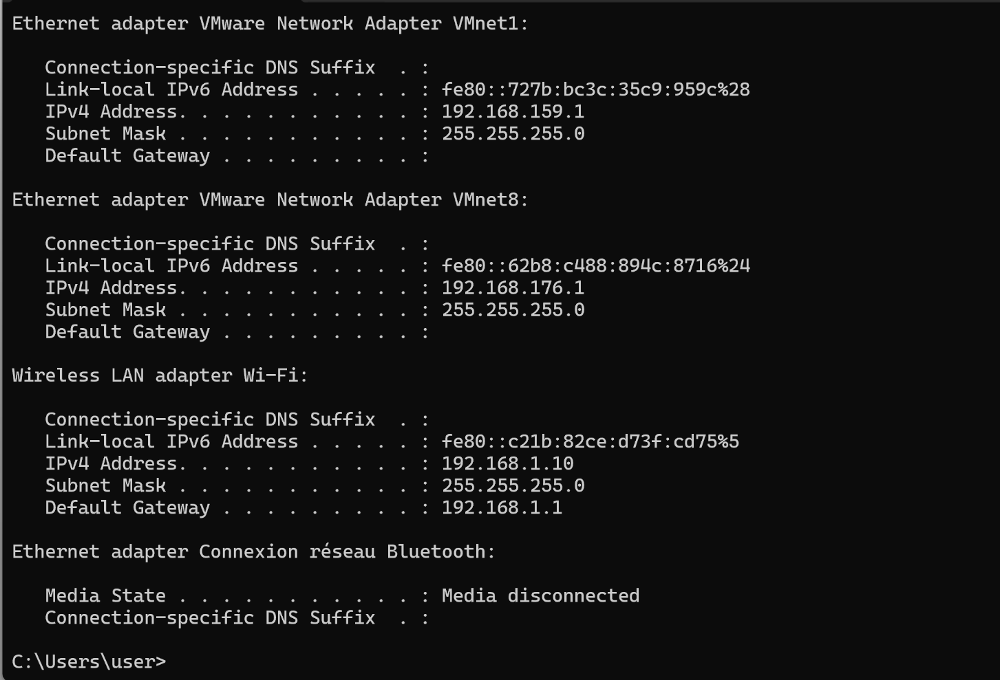 Ethernet adapter VMware Network Adapter VMnet1:
Connection-specific DNS Suffix  . :
Link-local IPv6 Address . . . . . : fe80::727b:bc3c:35c9:959c%28
IPv4 Address. . . . . . . . . . . : 192.168.159.1
Subnet Mask . . . . . . . . . . . : 255.255.255.0
Default Gateway . . . . . . . . . :
Ethernet adapter VMware Network Adapter VMnet8:
Connection-specific DNS Suffix  . :
Link-local IPv6 Address . . . . . : fe80::62b8:c488:894c:8716%24
IPv4 Address. . . . . . . . . . . : 192.168.176.1
Subnet Mask . . . . . . . . . . . : 255.255.255.0
Default Gateway . . . . . . . . . :
Wireless LAN adapter Wi-Fi:
Connection-specific DNS Suffix  . :
Link-local IPv6 Address . . . . . : fe80::c21b:82ce:d73f:cd75%5
IPv4 Address. . . . . . . . . . . : 192.168.1.10
Subnet Mask . . . . . . . . . . . : 255.255.255.0
Default Gateway . . . . . . . . . : 192.168.1.1
Ethernet adapter Connexion réseau Bluetooth:
Media State . . . . . . . . . . . : Media disconnected
Connection-specific DNS Suffix  . :
C:\Users\user>